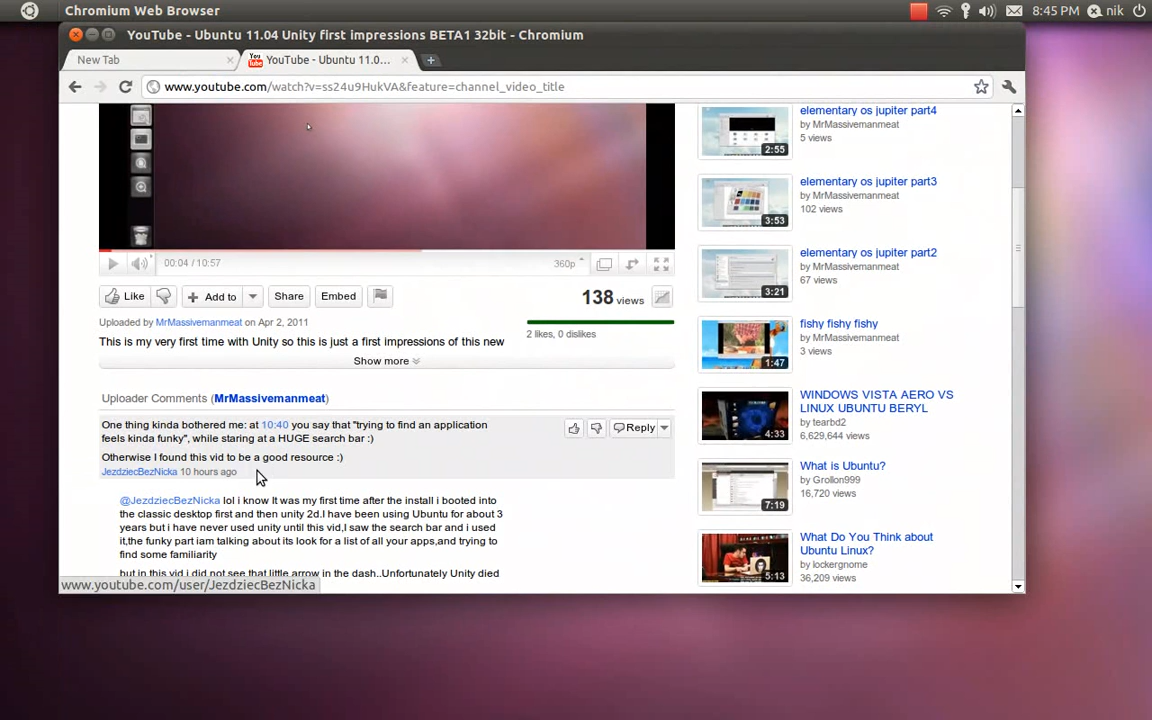 Chromium Web Browser
8:45 PM
nik
YouTube - Ubuntu 11.04 Unity first impressions BETA1 32bit - Chromium
New Tab
You Tube
YouTube - Ubuntu 11.0...
www.youtube.com/watch?v=ss24u9HukVA&feature=channel_video_title
00:04 / 10:57
360p
Like
Add to
Share
Embed
138 views
Uploaded by MrMassivemanmeat on Apr 2, 2011
2 likes, 0 dislikes
This is my very first time with Unity so this is just a first impressions of this new
Show more
Uploader Comments (MrMassivemanmeat)
One thing kinda bothered me: at 10:40 you say that "trying to find an application
feels kinda funky", while staring at a HUGE search bar :)
Reply
Otherwise I found this vid to be a good resource :)
JezdziecBezNicka 10 hours ago
@JezdziecBezNicka lol i know It was my first time after the install i booted into
the classic desktop first and then unity 2d.I have been using Ubuntu for about 3
years but i have never used unity until this vid,I saw the search bar and i used
it,the funky part iam talking about its look for a list of all your apps,and trying to
find some familiarity
but in this vid i did not see that little arrow in the dash..Unfortunately Unity died
www.youtube.com/user/JezdziecBezNicka
elementary os jupiter part4
by MrMassivemanmeat
5 views
2:55
elementary os jupiter part3
by MrMassivemanmeat
102 views
3:53
elementary os jupiter part2
by MrMassivemanmeat
67 views
3:21
fishy fishy fishy
by MrMassivemanmeat
3 views
1:47
WINDOWS VISTA AERO VS
LINUX UBUNTU BERYL
by tearbd2
6,629,644 views
4:33
What is Ubuntu?
by Grollon999
16,720 views
7:19
What Do You Think about
Ubuntu Linux?
by lockergnome
36,209 views
5:13